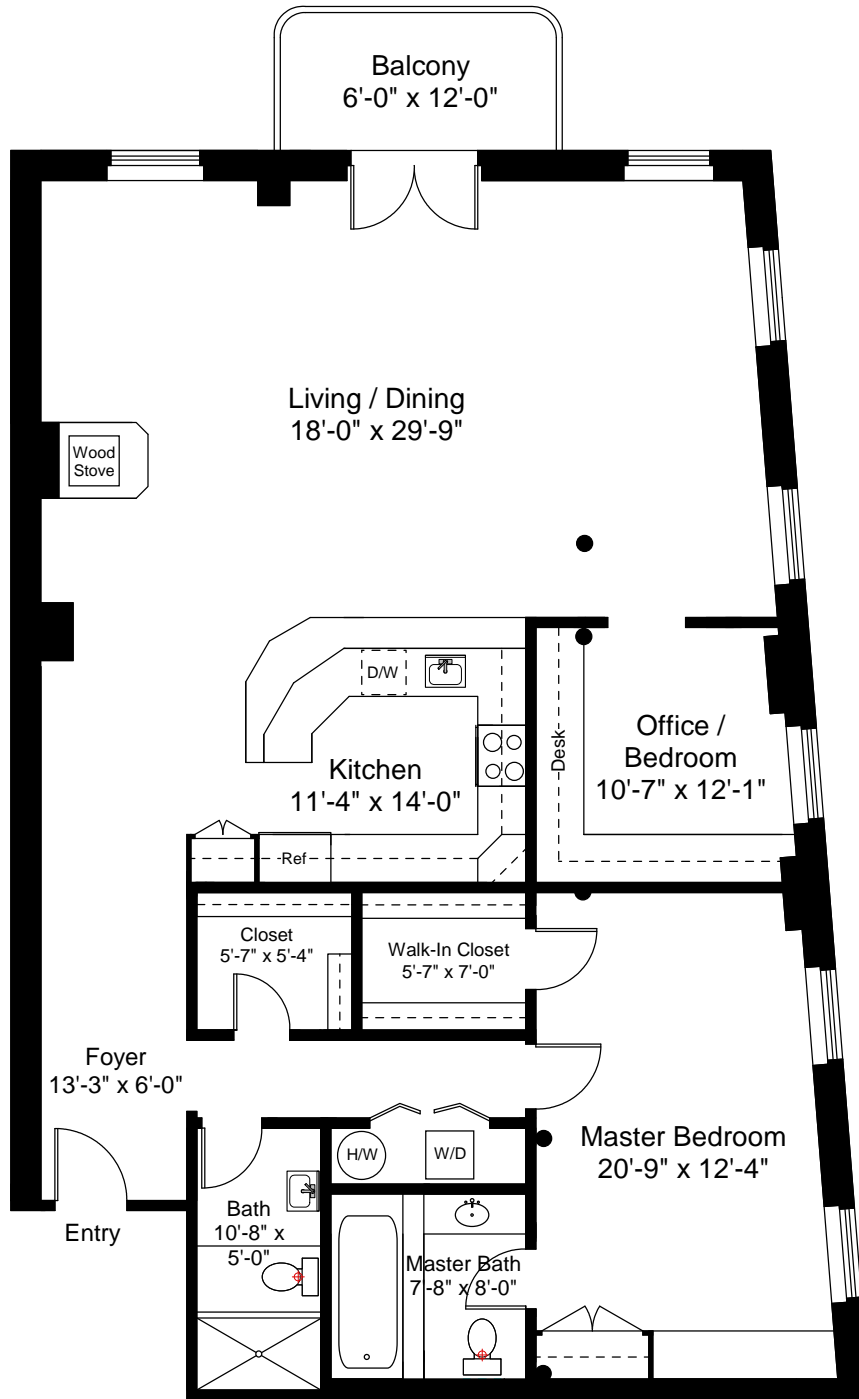 Balcony
6'-0" x 12'-0"
Living / Dining
18'-0" x 29'-9"
Wood
Stove
D/W
Kitchen
11'-4" x 14'-0"
Ref
Desk
Office /
Bedroom
10'-7" x 12'-1"
Closet
5'-7" x 5'-4"
Walk-In Closet
5'-7" x 7'-0"
Foyer
13'-3" x 6'-0"
Entry
H/W
W/D
Master Bedroom
20'-9" x 12'-4"
Bath
10'-8" x
5'-0"
Master Bath
7'-8" x 8'-0"